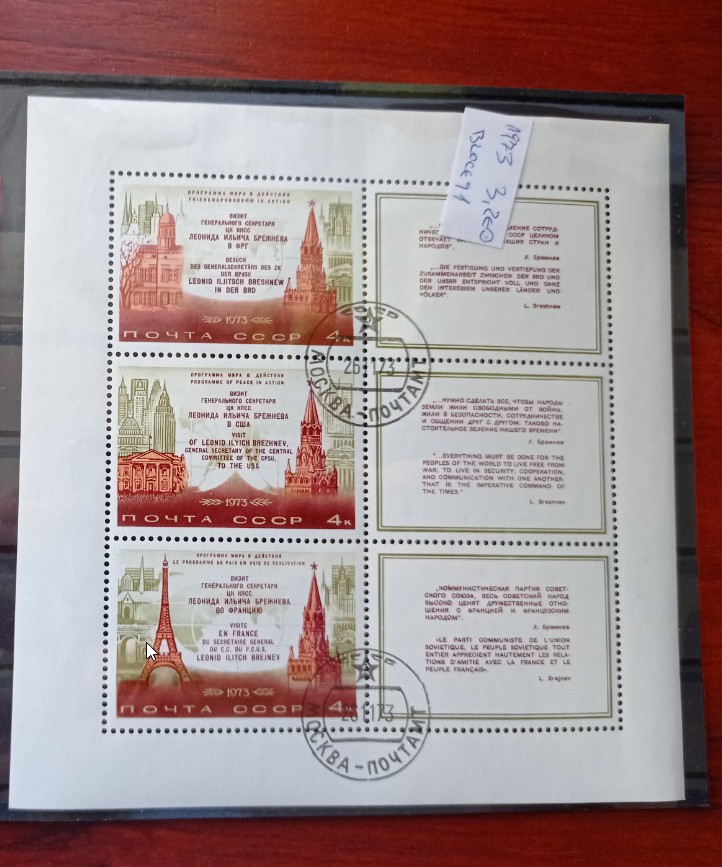 1973 3,20
BLOCK 91
ПРОГРАММА МИРА В ДЕЙСТВИИ
FRIEDENSPROGRAMM IN ACTION
ВИЗИТ
ГЕНЕРАЛЬНОГО СЕКРЕТАРЯ
ЦК КПСС
ЛЕОНИДА ИЛЬИЧА БРЕЖНЕВА
В ФРГ
BESUCH
DES GENERALSEKRETÄRS DES ZK
DER KPdSU
LEONID ILJITSCH BRESHNEW
IN DER BRD
1973
ПОЧТА СССР 4к
СОТРУД-
СССР ЦЕЛИКОМ
ОТВЕЧАЕТ НАШИХ СТРАН И
НАРОДОВ".
Л. Брежнев
"...DIE FESTIGUNG UND VERTIEFUNG DER
ZUSAMMENARBEIT ZWISCHEN DER BRD UND
DER UdSSR ENTSPRICHT VOLL UND GANZ
DEN INTERESSEN UNSERER LÄNDER UND
VÖLKER".
L. Breshnew
26 11 73
МОСКВА-ПОЧТАМТ
ПРОГРАММА МИРА В ДЕЙСТВИИ
PROGRAMME OF PEACE IN ACTION
ВИЗИТ
ГЕНЕРАЛЬНОГО СЕКРЕТАРЯ
ЦК КПСС
ЛЕОНИДА ИЛЬИЧА БРЕЖНЕВА
В США
VISIT
OF LEONID ILYICH BREZHNEV,
GENERAL SECRETARY OF THE CENTRAL
COMMITTEE OF THE CPSU,
TO THE USA
1973
ПОЧТА СССР 4к
"...НУЖНО СДЕЛАТЬ ВСЕ, ЧТОБЫ НАРОДЫ
ЗЕМЛИ ЖИЛИ СВОБОДНЫМИ ОТ ВОЙНЫ,
ЖИЛИ В БЕЗОПАСНОСТИ, СОТРУДНИЧЕСТВЕ
И ОБЩЕНИИ ДРУГ С ДРУГОМ. ТАКОВО НА-
СТОЯТЕЛЬНОЕ ВЕЛЕНИЕ НАШЕГО ВРЕМЕНИ"
Л. Брежнев
"...EVERYTHING MUST BE DONE FOR THE
PEOPLES OF THE WORLD TO LIVE FREE FROM
WAR, TO LIVE IN SECURITY, COOPERATION,
AND COMMUNICATION WITH ONE ANOTHER.
THAT IS THE IMPERATIVE COMMAND OF
THE TIMES."
L. Brezhnev
ПРОГРАММА МИРА В ДЕЙСТВИИ
LE PROGRAMME DE PAIX EN VOIE DE REALISATION
ВИЗИТ
ГЕНЕРАЛЬНОГО СЕКРЕТАРЯ
ЦК КПСС
ЛЕОНИДА ИЛЬИЧА БРЕЖНЕВА
ВО ФРАНЦИЮ
VISITE
EN FRANCE
DU SECRETAIRE GENERAL
DU C.C. DU P.C.U.S.
LEONID ILITCH BREJNEV
1973
ПОЧТА СССР 4к
"КОММУНИСТИЧЕСКАЯ ПАРТИЯ СОВЕТ-
СКОГО СОЮЗА, ВЕСЬ СОВЕТСКИЙ НАРОД
ВЫСОКО ЦЕНЯТ ДРУЖЕСТВЕННЫЕ ОТНО-
ШЕНИЯ С ФРАНЦИЕЙ И ФРАНЦУЗСКИМ
НАРОДОМ".
Л. Брежнев
«LE PARTI COMMUNISTE DE L'UNION
SOVIETIQUE, LE PEUPLE SOVIETIQUE TOUT
ENTIER APPRECIENT HAUTEMENT LES RELA-
TIONS D'AMITIE AVEC LA FRANCE ET LE
PEUPLE FRANÇAIS».
L. Brejnev
26 11 73
МОСКВА-ПОЧТАМТ